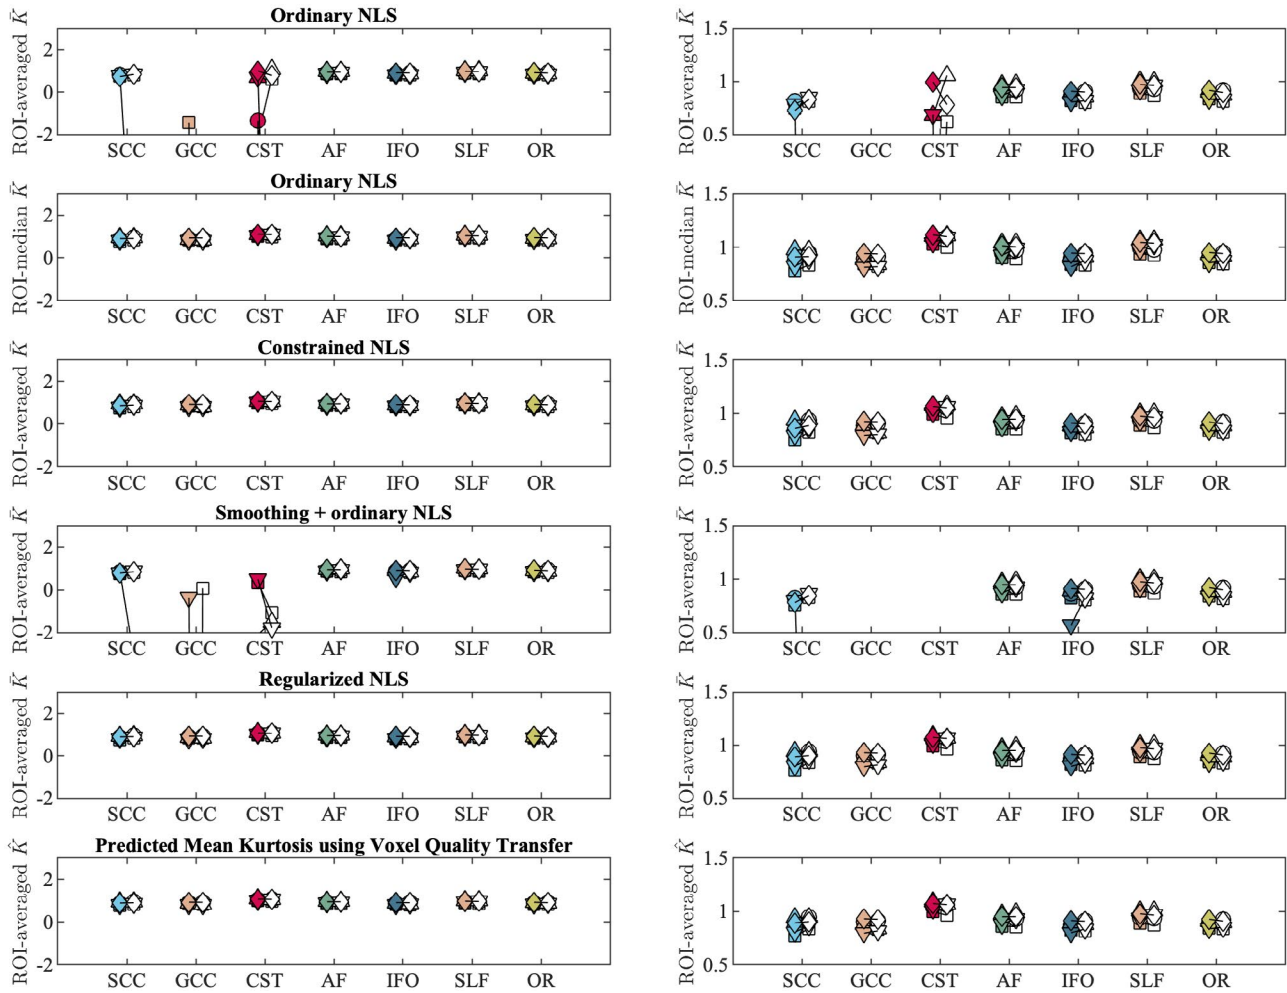 Ordinary NLS
ROI-averaged K̄
2
0
-2
SCC GCC CST AF IFO SLF OR
ROI-averaged K̄
1.5
1
0.5
SCC GCC CST AF IFO SLF OR
Ordinary NLS
ROI-median K̄
2
0
-2
SCC GCC CST AF IFO SLF OR
ROI-median K̄
1.5
1
0.5
SCC GCC CST AF IFO SLF OR
Constrained NLS
ROI-averaged K̄
2
0
-2
SCC GCC CST AF IFO SLF OR
ROI-averaged K̄
1.5
1
0.5
SCC GCC CST AF IFO SLF OR
Smoothing + ordinary NLS
ROI-averaged K̄
2
0
-2
SCC GCC CST AF IFO SLF OR
ROI-averaged K̄
1.5
1
0.5
SCC GCC CST AF IFO SLF OR
Regularized NLS
ROI-averaged K̄
2
0
-2
SCC GCC CST AF IFO SLF OR
ROI-averaged K̄
1.5
1
0.5
SCC GCC CST AF IFO SLF OR
Predicted Mean Kurtosis using Voxel Quality Transfer
ROI-averaged K̂
2
0
-2
SCC GCC CST AF IFO SLF OR
ROI-averaged K̂
1.5
1
0.5
SCC GCC CST AF IFO SLF OR